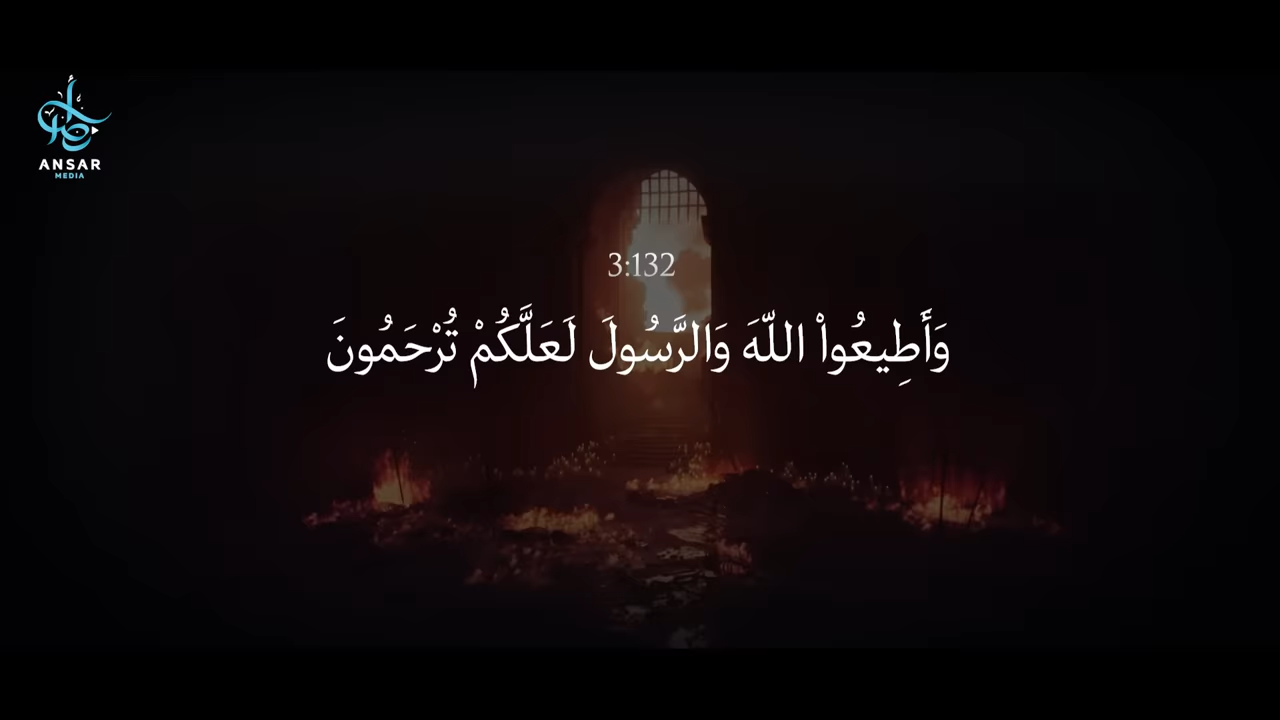 ANSAR
MEDIA
3:132
وَأَطِيعُواْ اللّهَ وَالرَّسُولَ لَعَلَّكُمْ تُرْحَمُونَ